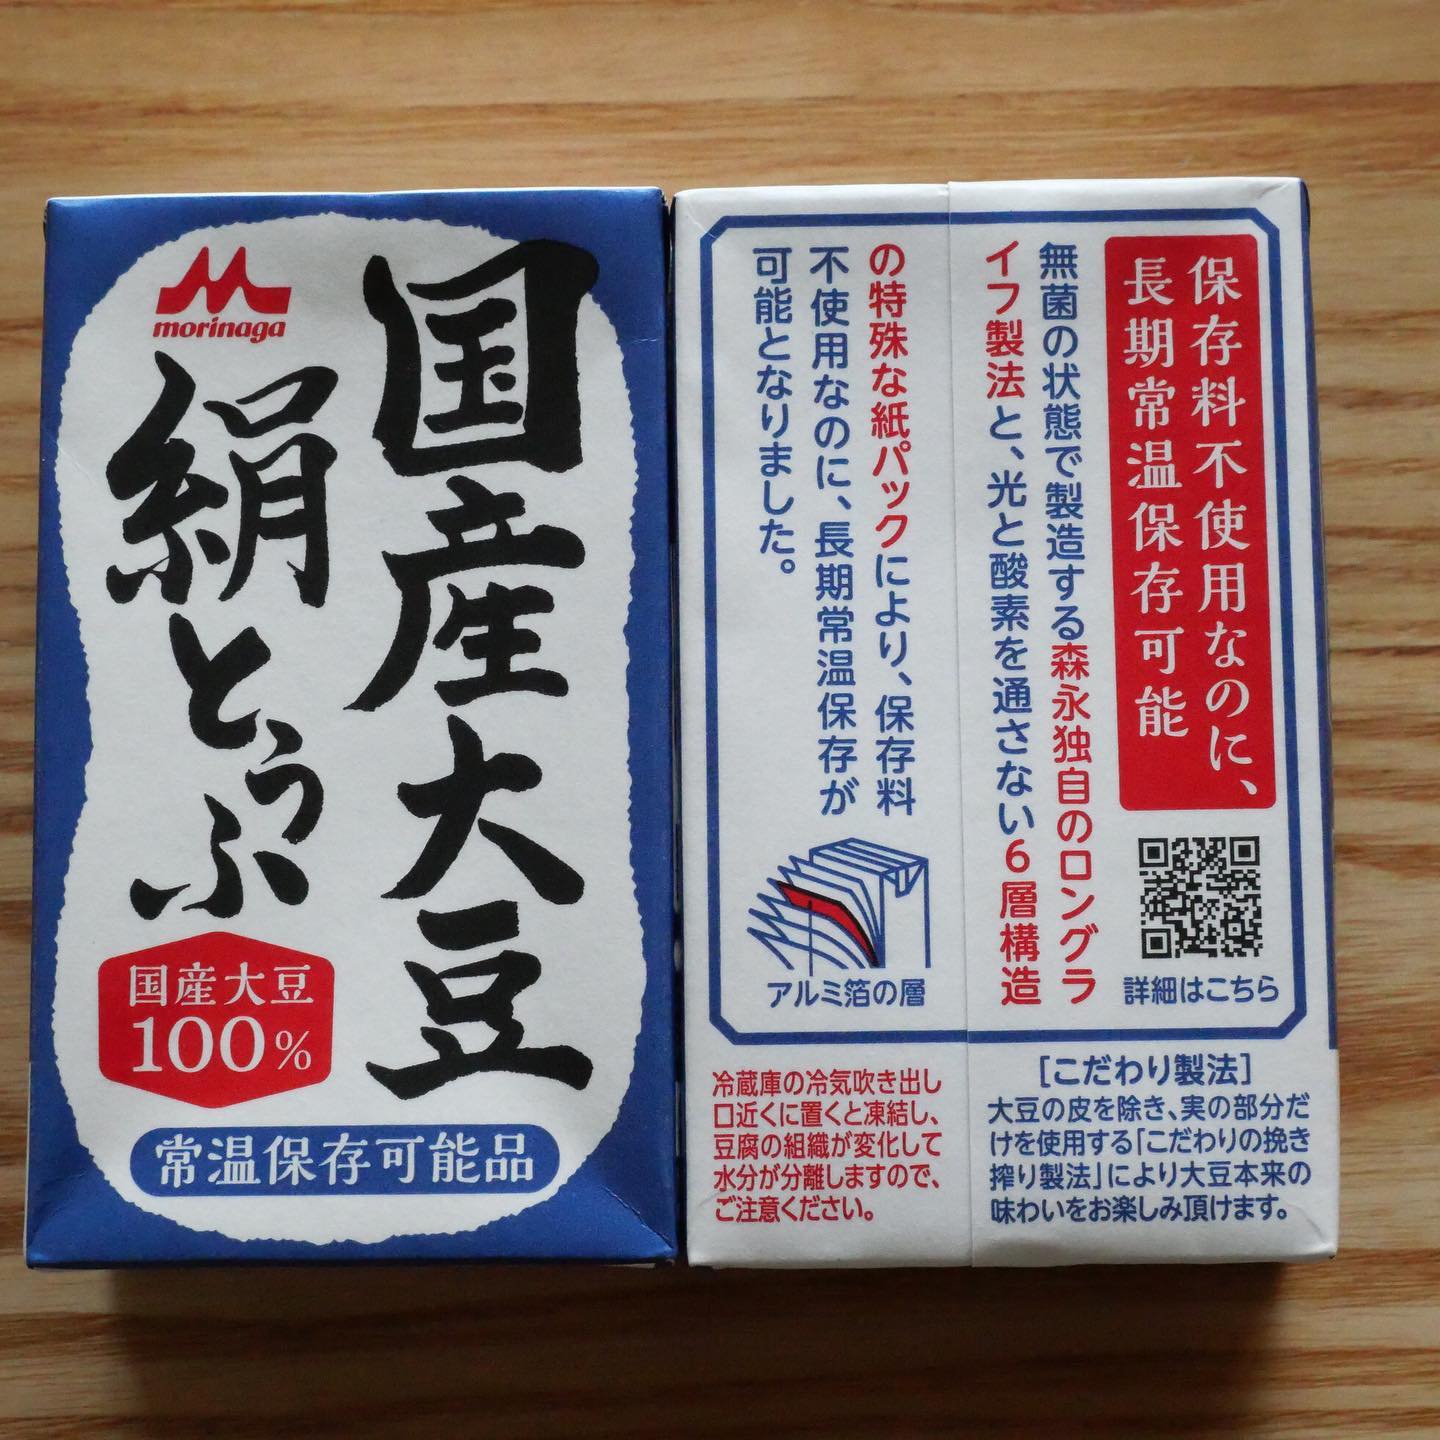 morinaga
国産大豆
絹とうふ
国産大豆
100%
常温保存可能品
保存料不使用なのに、
長期常温保存可能
無菌の状態で製造する森永独自のロングラ
イフ製法と、光と酸素を通さない6層構造
の特殊な紙パックにより、保存料
不使用なのに、長期常温保存が
可能となりました。
アルミ箔の層
詳細はこちら
冷蔵庫の冷気吹き出し
口近くに置くと凍結し、
豆腐の組織が変化して
水分が分離しますので、
ご注意ください。
[こだわり製法]
大豆の皮を除き、実の部分だ
けを使用する「こだわりの挽き
搾り製法」により大豆本来の
味わいをお楽しみ頂けます。